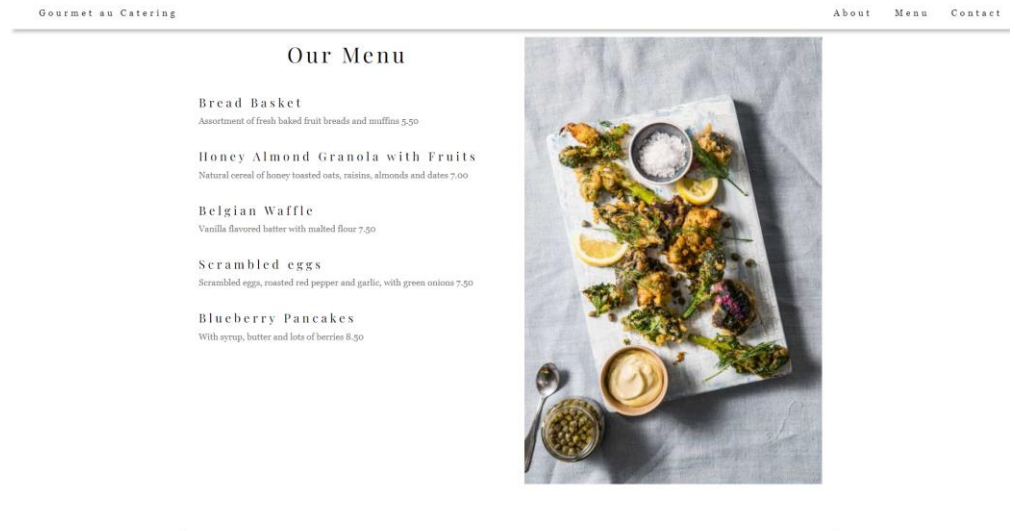 Gourmet au Catering
About Menu Contact
Our Menu
Bread Basket
Assortment of fresh baked fruit breads and muffins 5.50
Honey Almond Granola with Fruits
Natural cereal of honey toasted oats, raisins, almonds and dates 7.00
Belgian Waffle
Vanilla flavored batter with malted flour 7.50
Scrambled eggs
Scrambled eggs, roasted red pepper and garlic, with green onions 7.50
Blueberry Pancakes
With syrup, butter and lots of berries 8.50